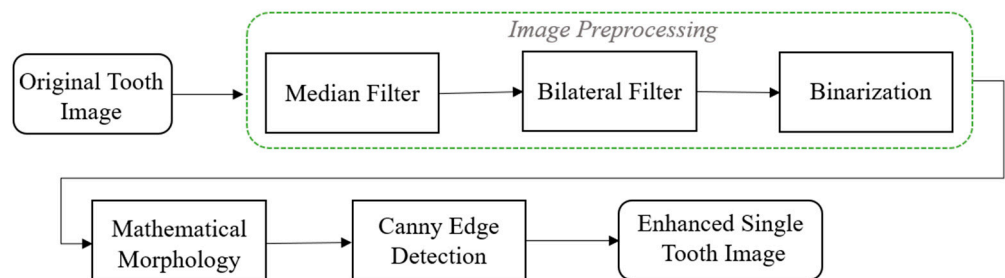 Image Preprocessing
Original Tooth
Image
Median Filter
Bilateral Filter
Binarization
Mathematical
Morphology
Canny Edge
Detection
Enhanced Single
Tooth Image